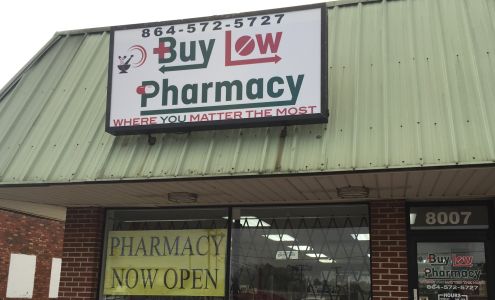 864-572-5727
Buy Low
Pharmacy
WHERE YOU MATTER THE MOST
PHARMACY
NOW OPEN
8007
Buy Low
Pharmacy
864-572-5727
HOURS